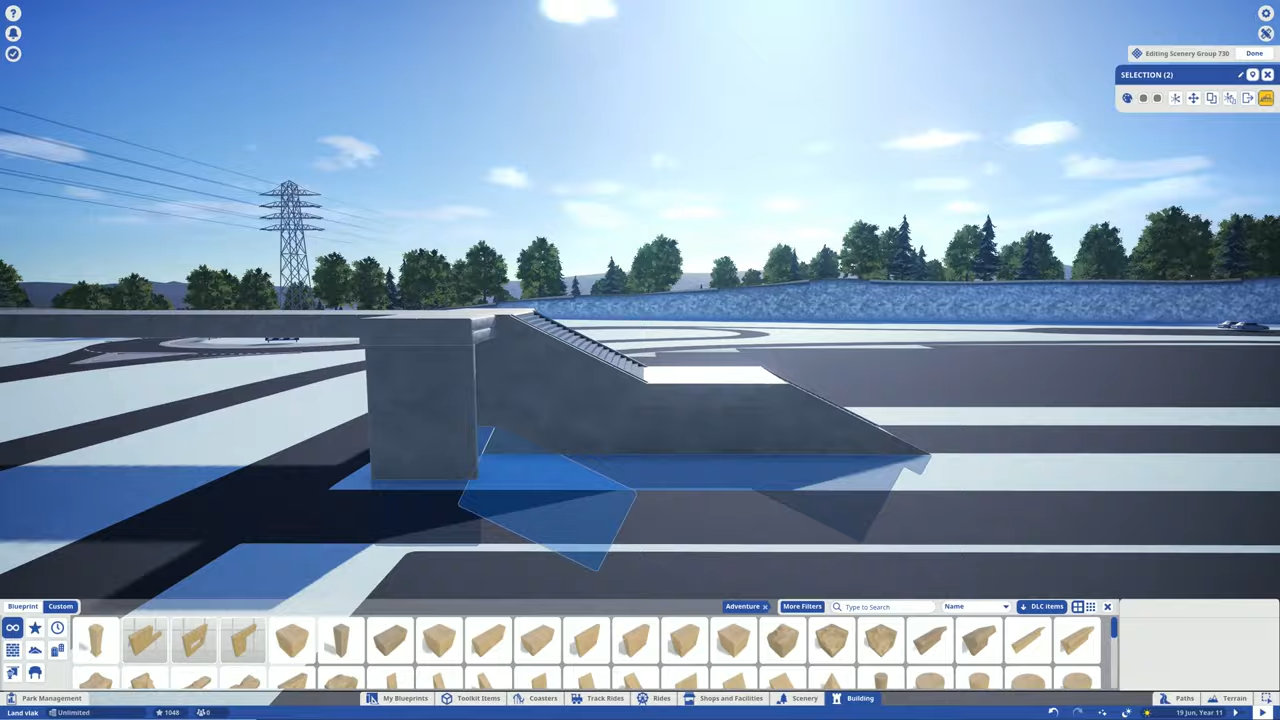 ?
Editing Scenery Group 730 Done
SELECTION (2)
Blueprint Custom Adventure x More Filters Type to Search Name DLC items
Park Management My Blueprints Toolkit Items Coasters Track Rides Rides Shops and Facilities Scenery Building Paths Terrain
Land vlak Unlimited 1048 0 19 Jun, Year 11